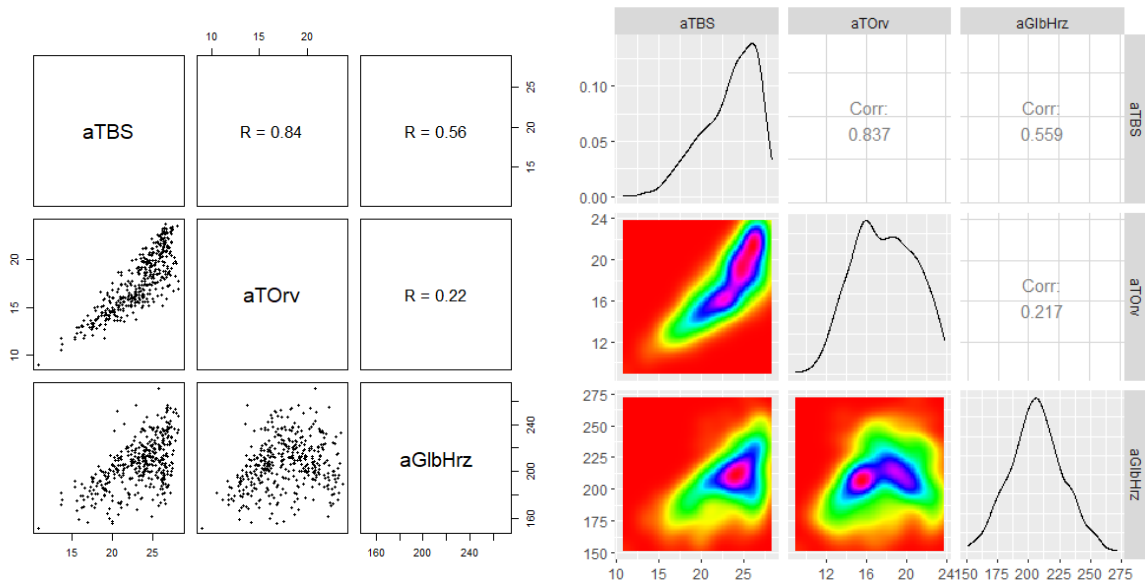 10 15 20
aTBS
R = 0.84
R = 0.56
15 20 25
10 15 20
aTOrv
R = 0.22
15 20 25
aGlbHrz
160 200 240
160 200 240
aTBS
aTOrv
aGlbHrz
0.10
0.05
0.00
Corr:
0.837
Corr:
0.559
aTBS
24
20
16
12
Corr:
0.217
aTOrv
275
250
225
200
175
150
aGlbHrz
10 15 20 25
12 16 20 24
150 175 200 225 250 275